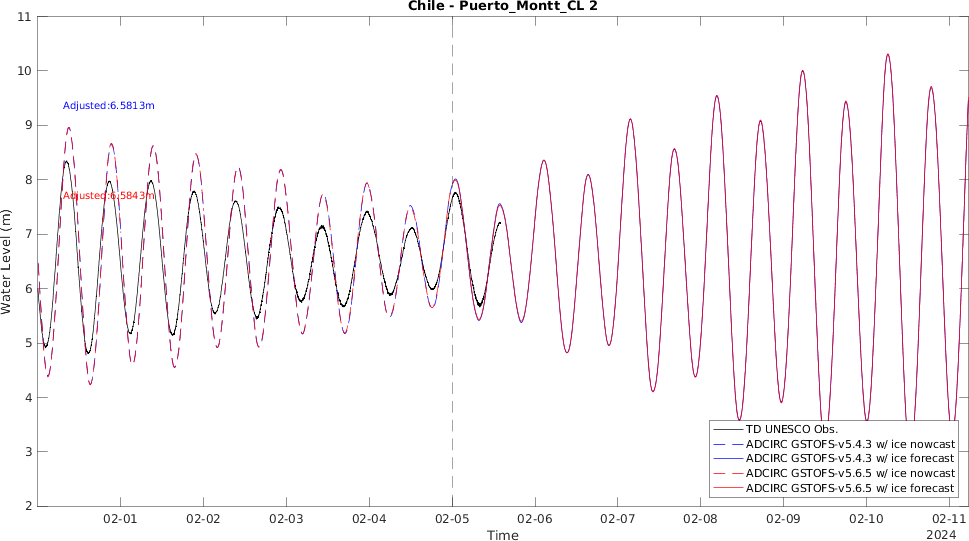 Chile - Puerto_Montt_CL 2
11
10
9
8
7
6
5
4
3
2
Water Level (m)
Adjusted:6.5813m
Adjusted:6.5843m
TD UNESCO Obs.
ADCIRC GSTOFS-v5.4.3 w/ ice nowcast
ADCIRC GSTOFS-v5.4.3 w/ ice forecast
ADCIRC GSTOFS-v5.6.5 w/ ice nowcast
ADCIRC GSTOFS-v5.6.5 w/ ice forecast
02-01 02-02 02-03 02-04 02-05 02-06 02-07 02-08 02-09 02-10 02-11
Time
2024